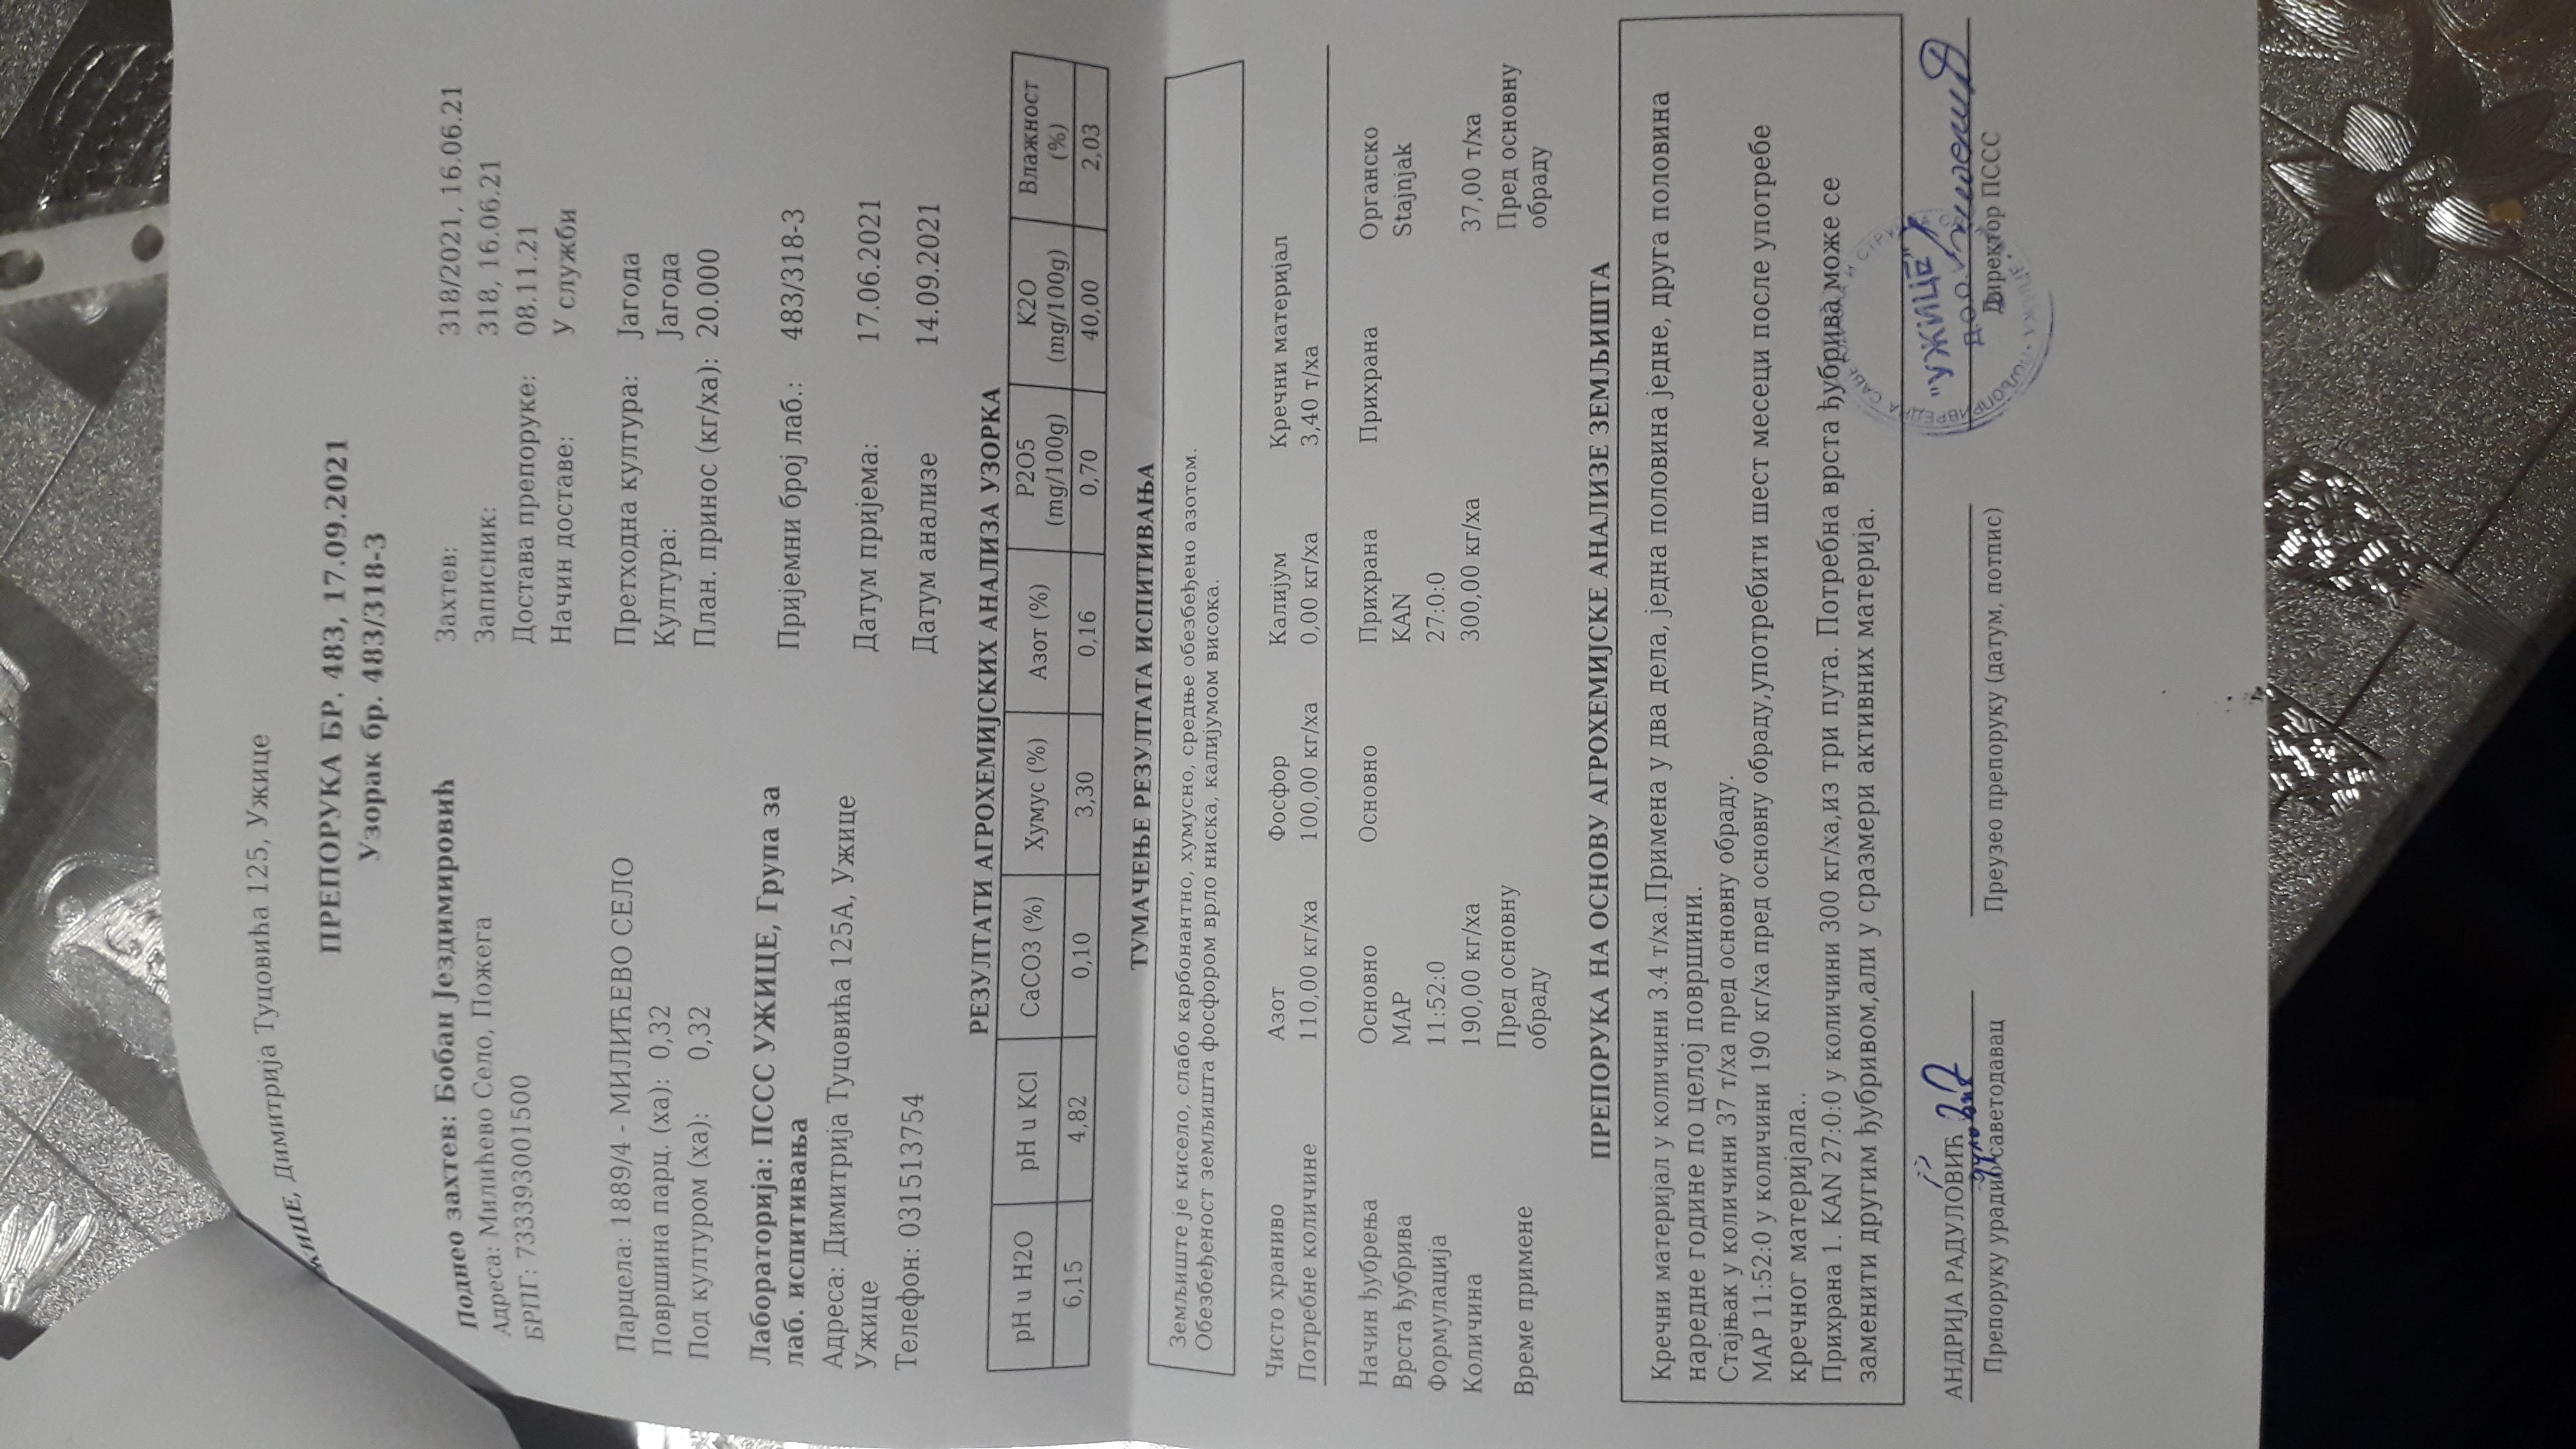 Димитрија Туцовића 125, Ужице
ПРЕПОРУКА БР. 483, 17.09.2021
Узорак бр. 483/318-3
Поднео захтев: Бобан Јездимировић
Адреса: Милићево Село, Пожега
БРПГ: 733393001500
Захтев: 318/2021, 16.06.21
Записник: 318, 16.06.21
Достава препоруке: 08.11.21
Начин доставе: У служби
Парцела: 1889/4 - МИЛИЋЕВО СЕЛО
Површина парц. (ха): 0,32
Под културом (ха): 0,32
Претходна култура: Јагода
Култура: Јагода
План. принос (кг/ха): 20.000
Лабораторија: ПССС УЖИЦЕ, Група за
лаб. испитивања
Адреса: Димитрија Туцовића 125А, Ужице
Ужице
Телефон: 031513754
Пријемни број лаб.: 483/318-3
Датум пријема: 17.06.2021
Датум анализе 14.09.2021
РЕЗУЛТАТИ АГРОХЕМИЈСКИХ АНАЛИЗА УЗОРКА
pH u H2O pH u KCl CaCO3 (%) Хумус (%) Азот (%) P2O5 (mg/100g) K2O (mg/100g) Влажност (%)
6,15 4,82 0,10 3,30 0,16 0,70 40,00 2,03
ТУМАЧЕЊЕ РЕЗУЛТАТА ИСПИТИВАЊА
Земљиште је кисело, слабо карбонантно, хумусно, средње обезбеђено азотом.
Обезбеђеност земљишта фосфором врло ниска, калијумом висока.
Чисто храниво Азот Фосфор Калијум Кречни материјал
Потребне количине 110,00 кг/ха 100,00 кг/ха 0,00 кг/ха 3,40 т/ха
Начин ђубрења Основно Основно Прихрана Прихрана Органско
Врста ђубрива MAP KAN Stajnjak
Формулација 11:52:0 27:0:0
Количина 190,00 кг/ха 300,00 кг/ха 37,00 т/ха
Време примене Пред основну обраду Пред основну обраду
ПРЕПОРУКА НА ОСНОВУ АГРОХЕМИЈСКЕ АНАЛИЗЕ ЗЕМЉИШТА
Кречни материјал у количини 3.4 т/ха.Примена у два дела, једна половина једне, друга половина
наредне године по целој површини.
Стајњак у количини 37 т/ха пред основну обраду.
MAP 11:52:0 у количини 190 кг/ха пред основну обраду,употребити шест месеци после употребе
кречног материјала..
Прихрана 1. KAN 27:0:0 у количини 300 кг/ха,из три пута. Потребна врста ђубрива може се
заменити другим ђубривом,али у сразмери активних материја.
АНДРИЈА РАДУЛОВИЋ
Препоруку урадио саветодавац
Преузео препоруку (датум, потпис)
"УЖИЦЕ"
Д.О.О.
Директор ПССС